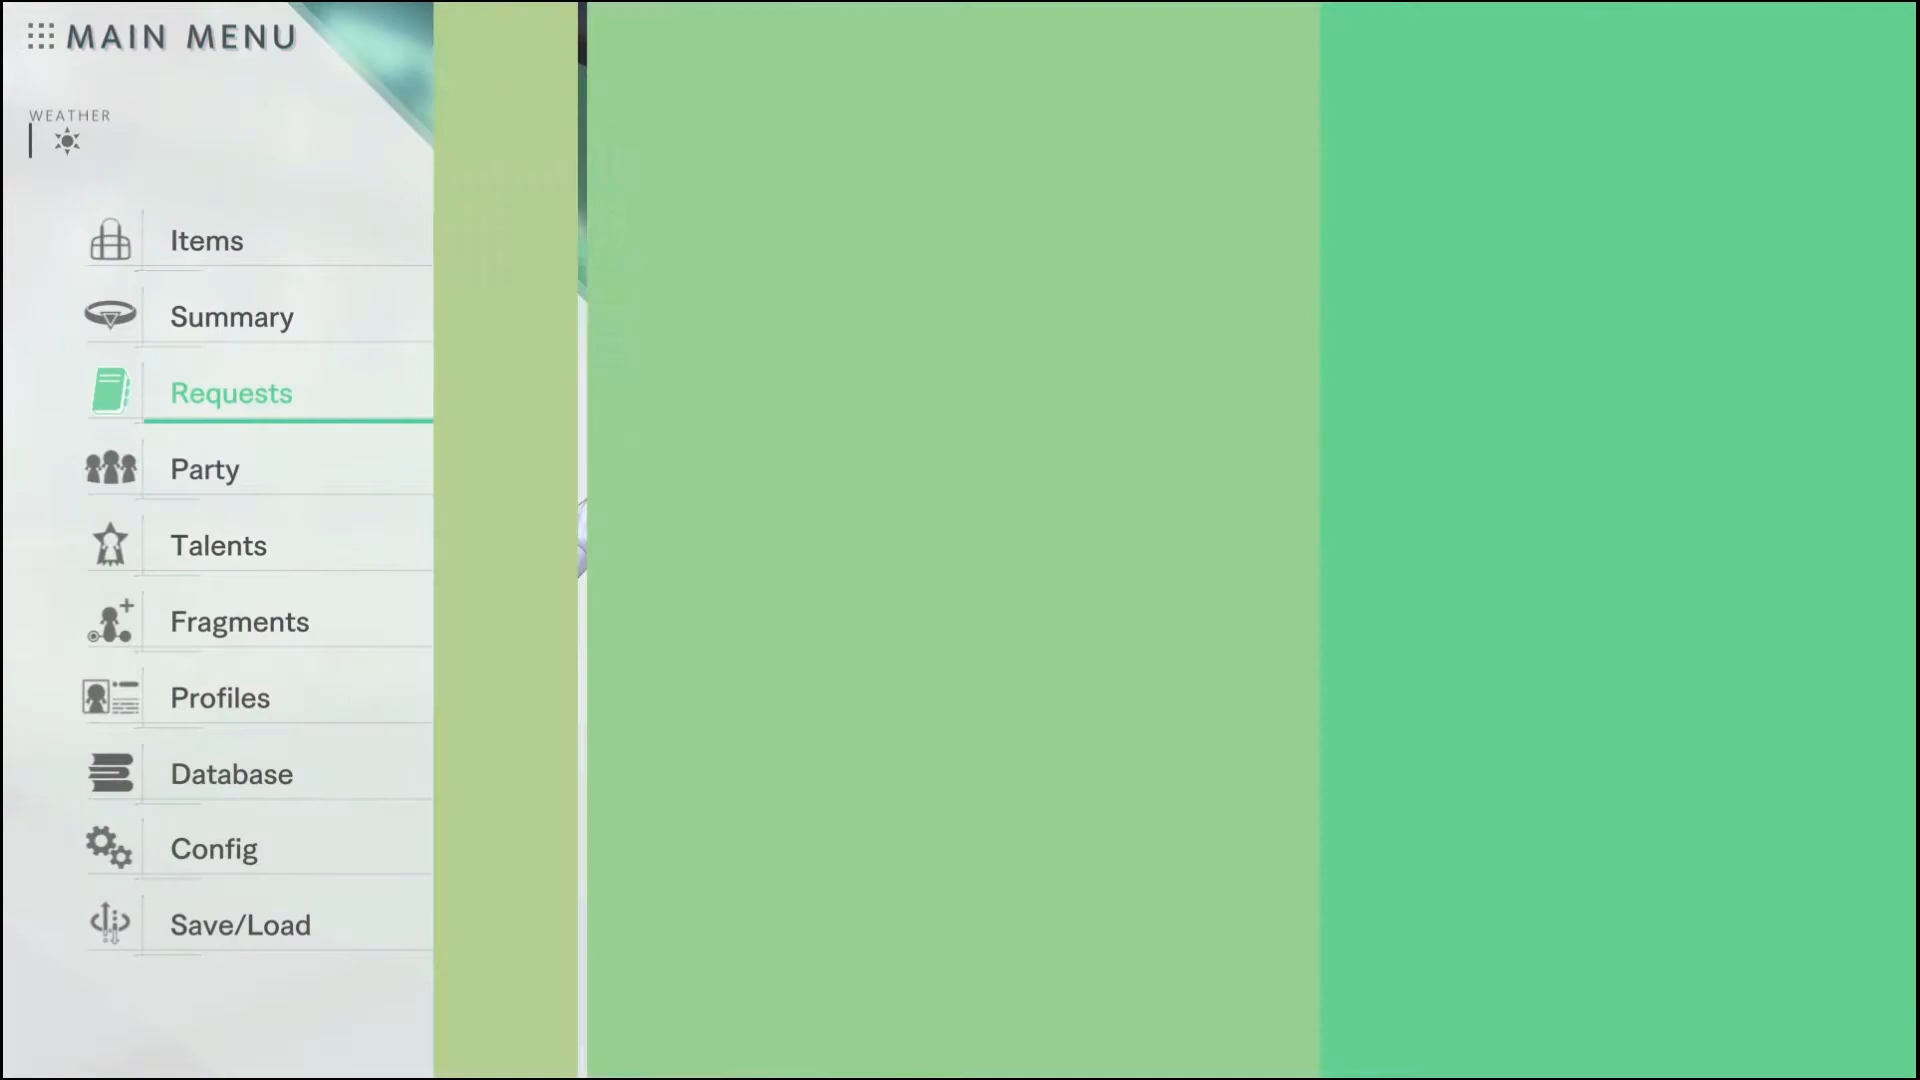 MAIN MENU
WEATHER
Items
Summary
Requests
Party
Talents
Fragments
Profiles
Database
Config
Save/Load